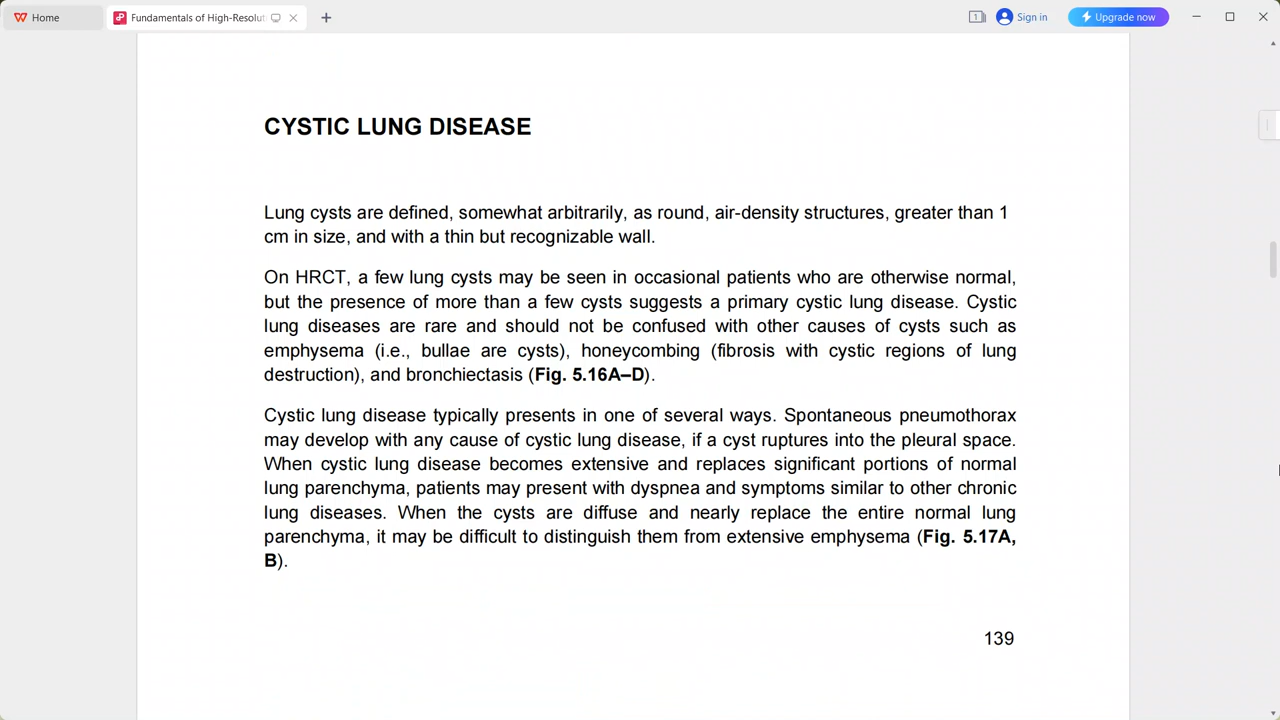 Home
Fundamentals of High-Resolut
1
Sign in
Upgrade now
CYSTIC LUNG DISEASE
Lung cysts are defined, somewhat arbitrarily, as round, air-density structures, greater than 1
cm in size, and with a thin but recognizable wall.
On HRCT, a few lung cysts may be seen in occasional patients who are otherwise normal,
but the presence of more than a few cysts suggests a primary cystic lung disease. Cystic
lung diseases are rare and should not be confused with other causes of cysts such as
emphysema (i.e., bullae are cysts), honeycombing (fibrosis with cystic regions of lung
destruction), and bronchiectasis (Fig. 5.16A–D).
Cystic lung disease typically presents in one of several ways. Spontaneous pneumothorax
may develop with any cause of cystic lung disease, if a cyst ruptures into the pleural space.
When cystic lung disease becomes extensive and replaces significant portions of normal
lung parenchyma, patients may present with dyspnea and symptoms similar to other chronic
lung diseases. When the cysts are diffuse and nearly replace the entire normal lung
parenchyma, it may be difficult to distinguish them from extensive emphysema (Fig. 5.17A,
B).
139